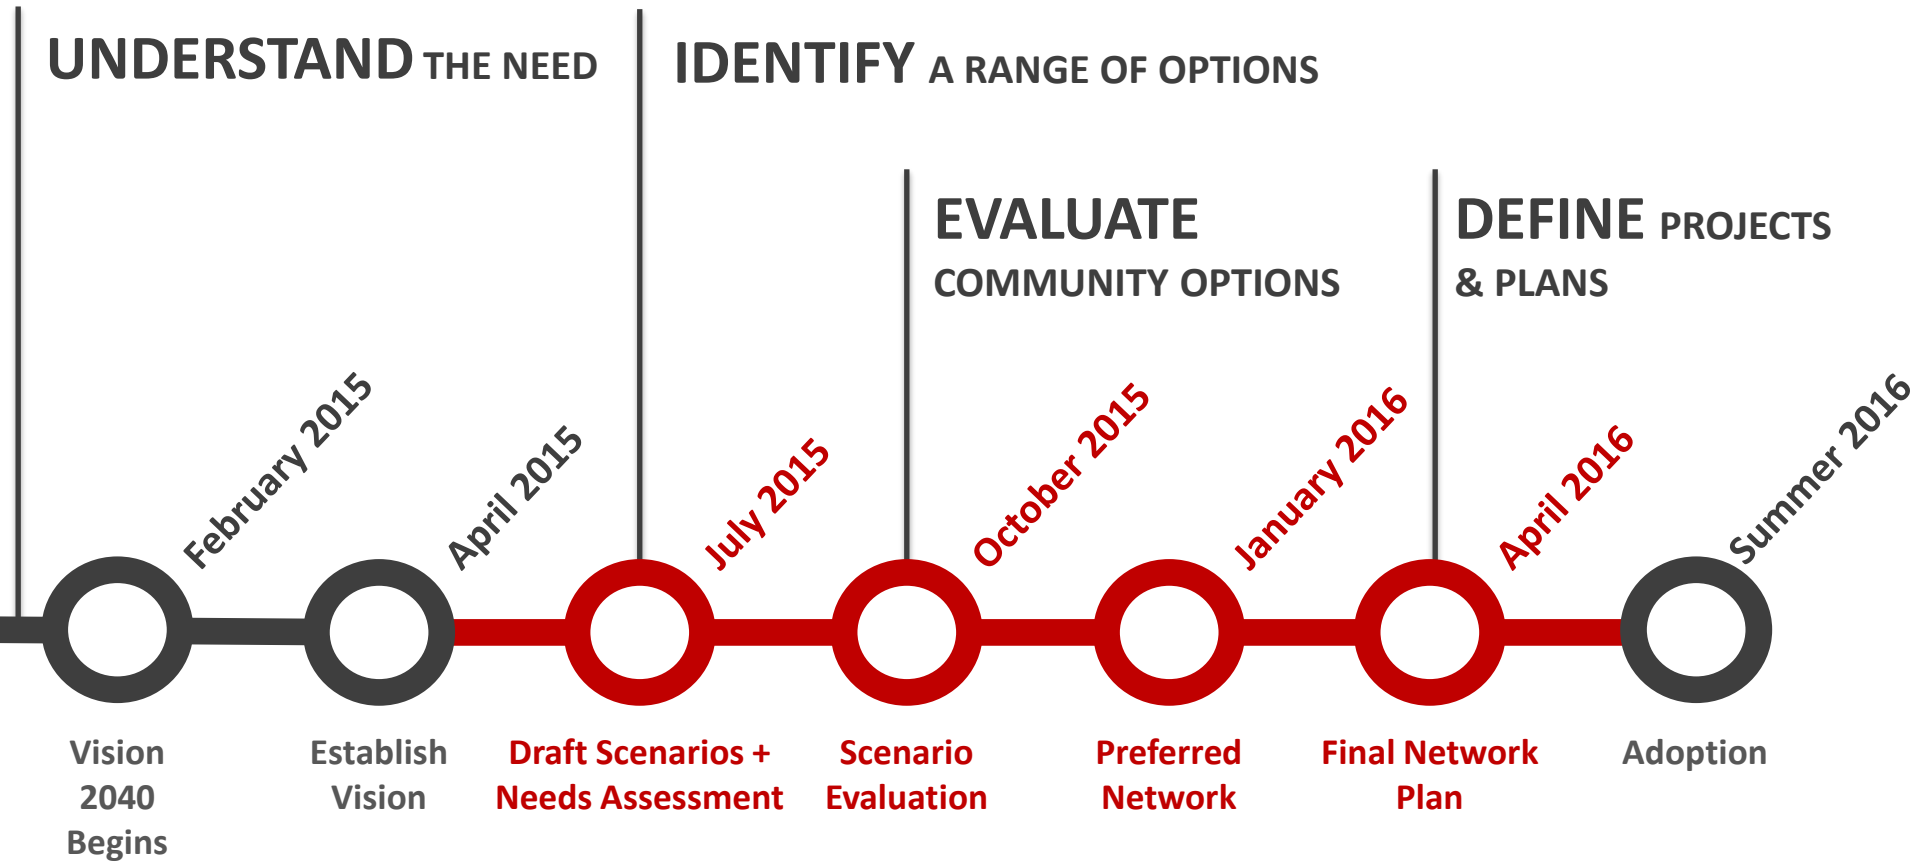 UNDERSTAND THE NEED
IDENTIFY A RANGE OF OPTIONS
EVALUATE
COMMUNITY OPTIONS
DEFINE PROJECTS
& PLANS
February 2015
April 2015
July 2015
October 2015
January 2016
April 2016
Summer 2016
Vision
2040
Begins
Establish
Vision
Draft Scenarios +
Needs Assessment
Scenario
Evaluation
Preferred
Network
Final Network
Plan
Adoption